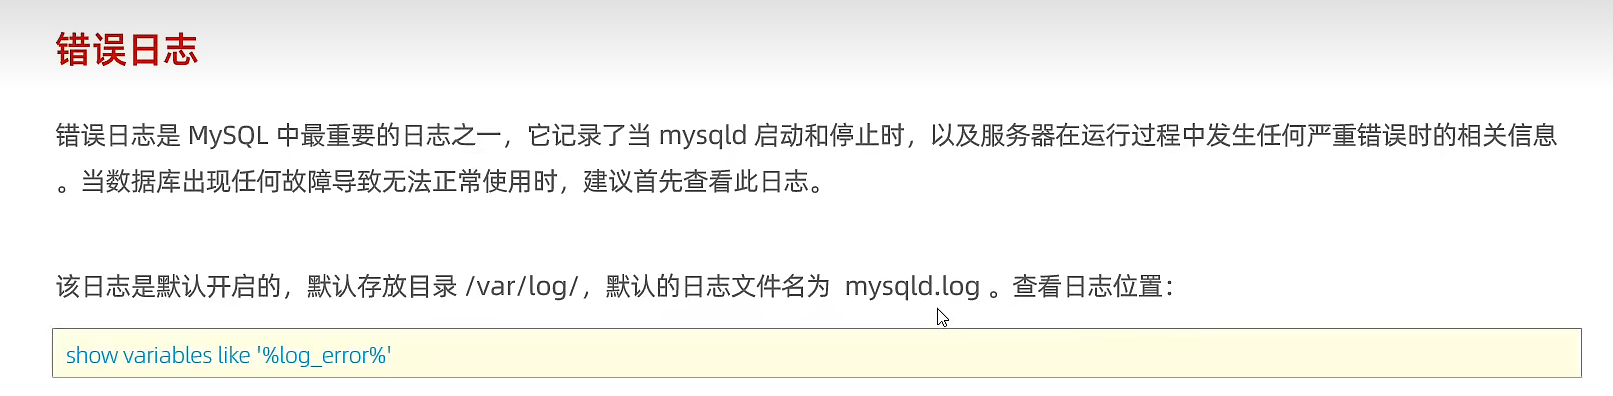 错误日志
错误日志是 MySQL 中最重要的日志之一，它记录了当 mysqld 启动和停止时，以及服务器在运行过程中发生任何严重错误时的相关信息
。当数据库出现任何故障导致无法正常使用时，建议首先查看此日志。
该日志是默认开启的，默认存放目录 /var/log/，默认的日志文件名为 mysqld.log 。查看日志位置：
show variables like '%log_error%'